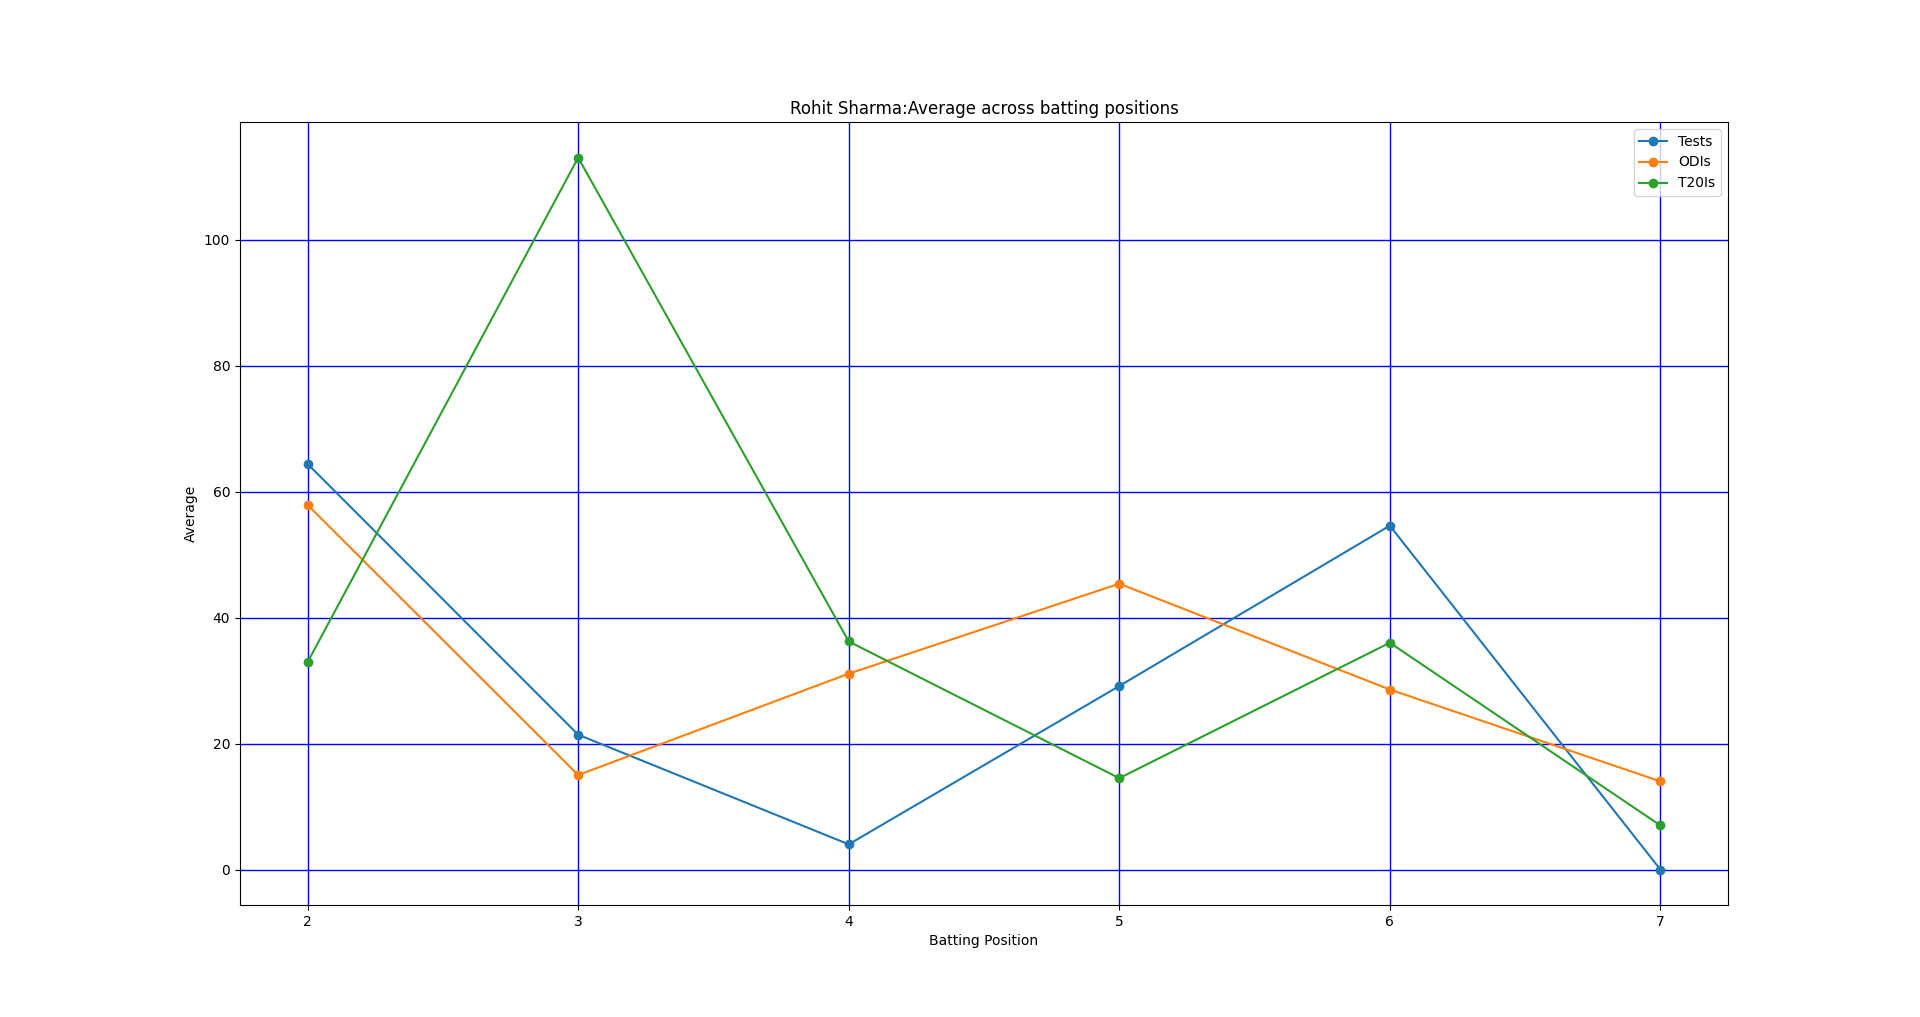 Rohit Sharma:Average across batting positions
Tests
ODIs
T20Is
100
80
60
40
20
0
Average
2 3 4 5 6 7
Batting Position